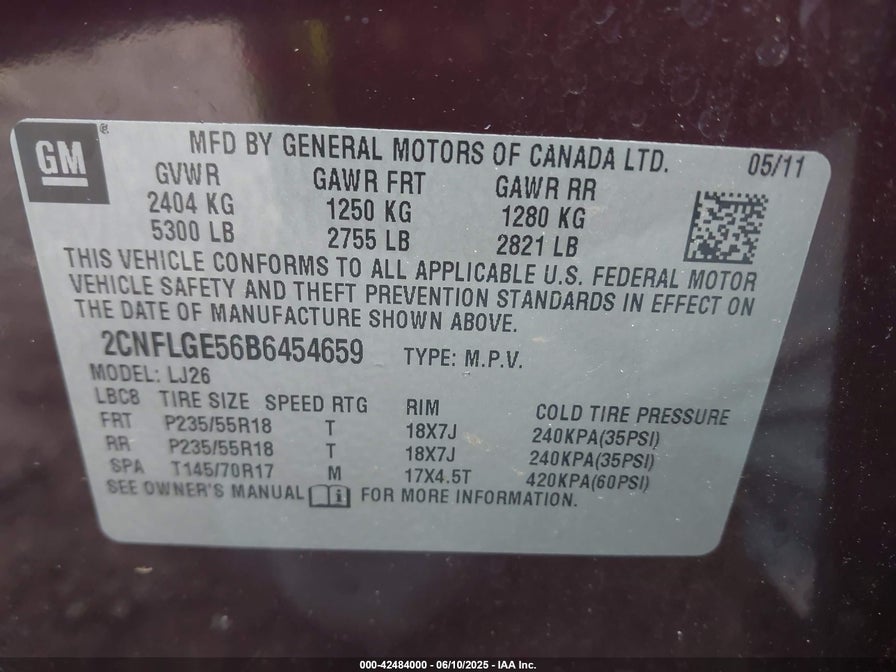 GM®
MFD BY GENERAL MOTORS OF CANADA LTD. 05/11
GVWR GAWR FRT GAWR RR
2404 KG 1250 KG 1280 KG
5300 LB 2755 LB 2821 LB
THIS VEHICLE CONFORMS TO ALL APPLICABLE U.S. FEDERAL MOTOR
VEHICLE SAFETY AND THEFT PREVENTION STANDARDS IN EFFECT ON
THE DATE OF MANUFACTURE SHOWN ABOVE.
2CNFLGE56B6454659 TYPE: M.P.V.
MODEL: LJ26
LBC8 TIRE SIZE SPEED RTG RIM COLD TIRE PRESSURE
FRT P235/55R18 T 18X7J 240KPA(35PSI)
RR P235/55R18 T 18X7J 240KPA(35PSI)
SPA T145/70R17 M 17X4.5T 420KPA(60PSI)
SEE OWNER'S MANUAL FOR MORE INFORMATION.
000-42484000 - 06/10/2025 - IAA Inc.